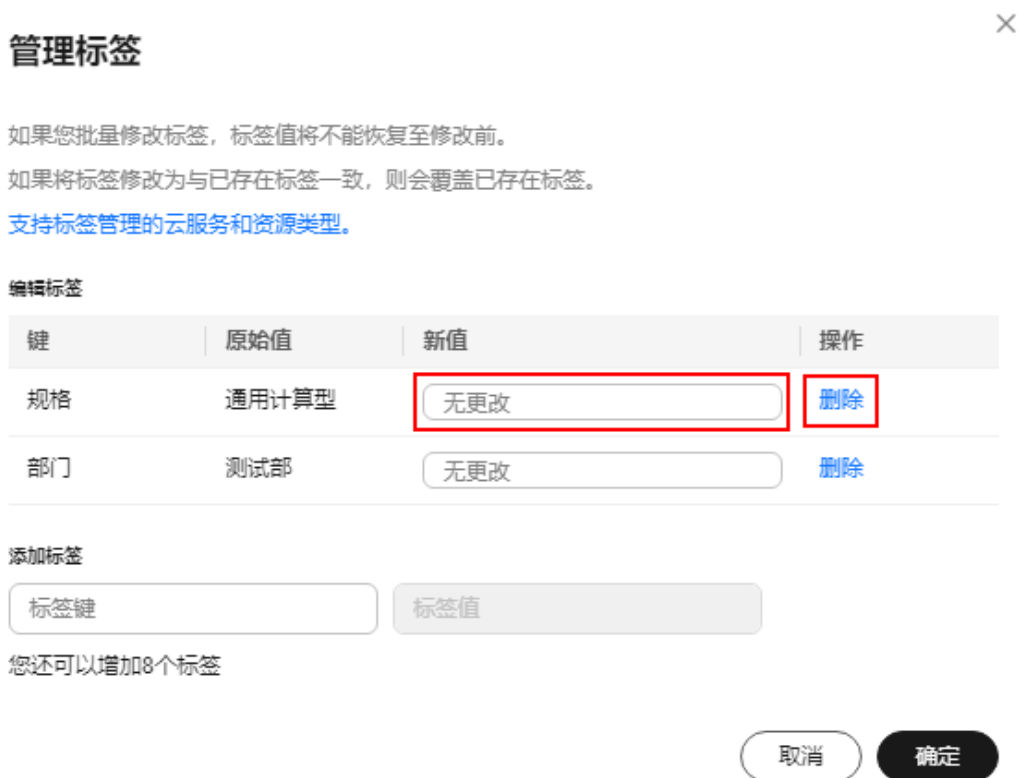 管理标签
如果您批量修改标签，标签值将不能恢复至修改前。
如果将标签修改为与已存在标签一致，则会覆盖已存在标签。
支持标签管理的云服务和资源类型。
编辑标签
键 原始值 新值 操作
规格 通用计算型 无更改 删除
部门 测试部 无更改 删除
添加标签
标签键 标签值
您还可以增加8个标签
取消 确定